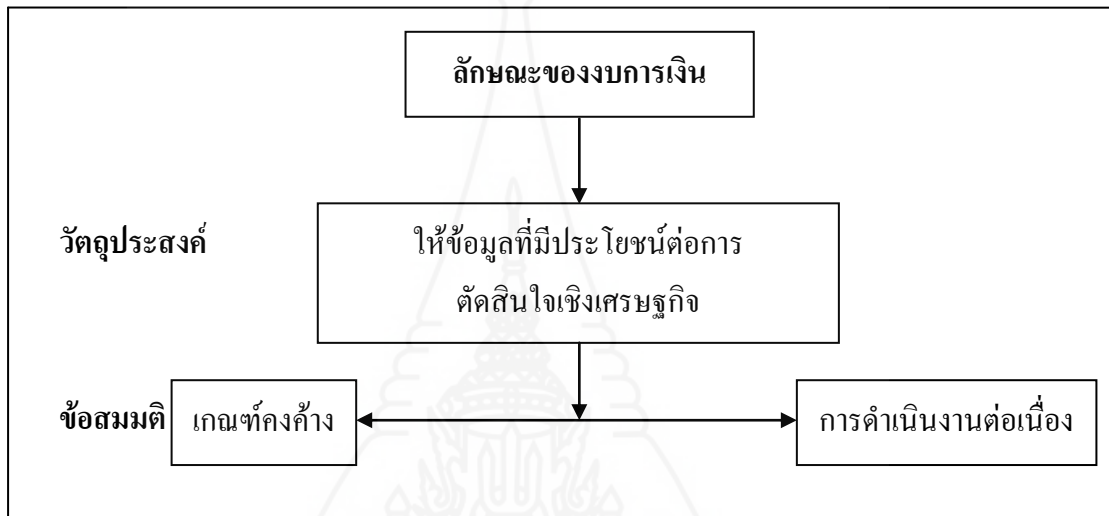 ลักษณะของงบการเงิน
วัตถุประสงค์
ให้ข้อมูลที่มีประโยชน์ต่อการ
ตัดสินใจเชิงเศรษฐกิจ
ข้อสมมติ
เกณฑ์คงค้าง
การดำเนินงานต่อเนื่อง